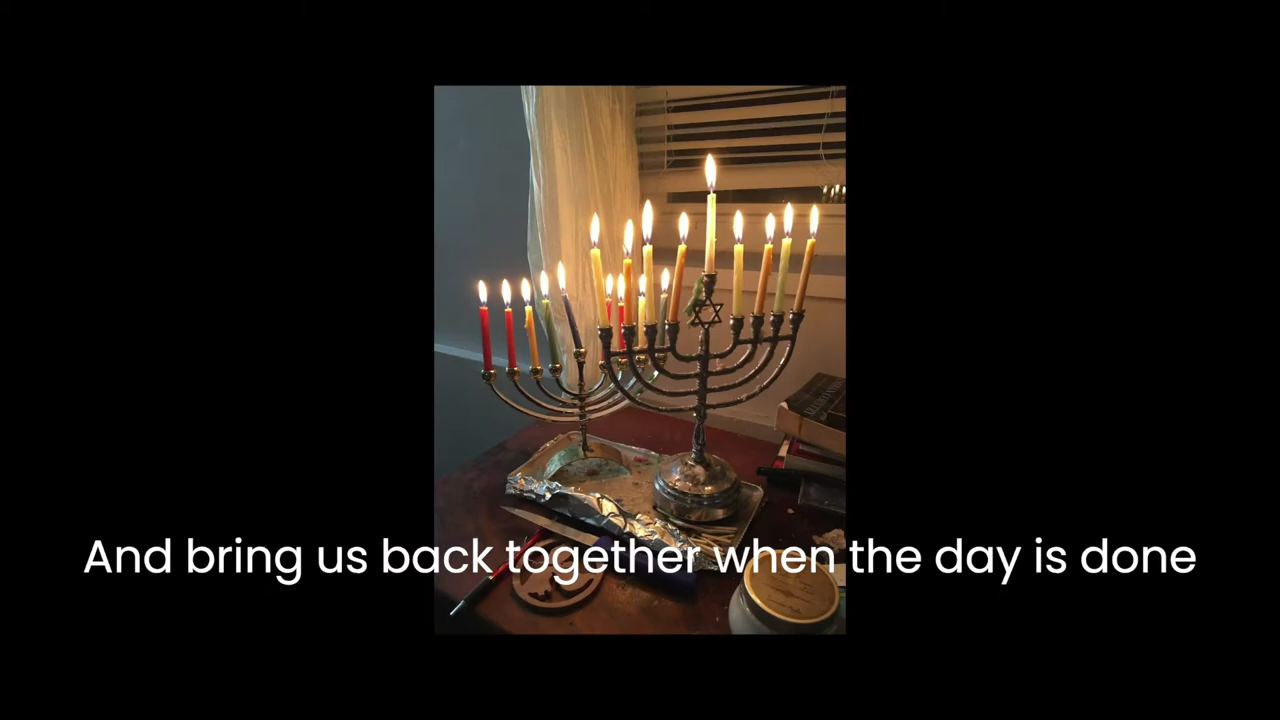 And bring us back together when the day is done